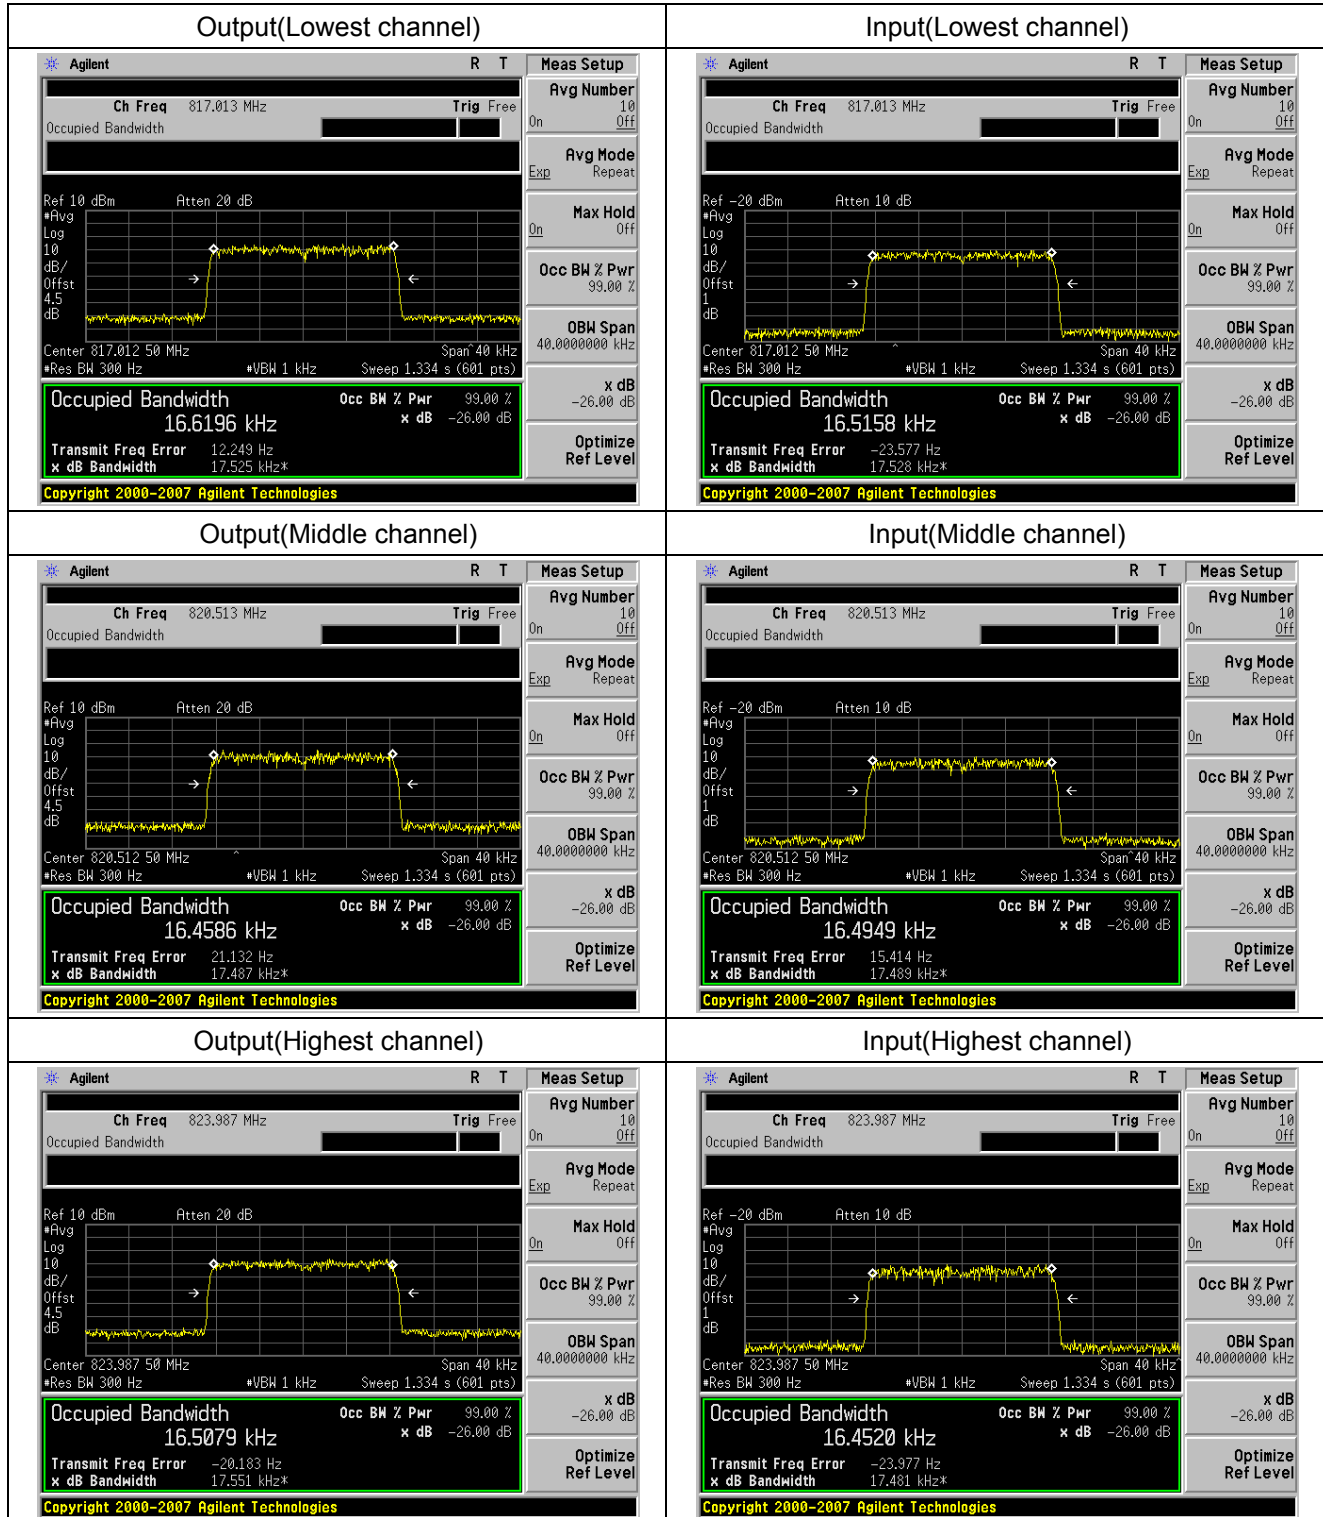 Output(Lowest channel)
Input(Lowest channel)
Agilent R T Meas Setup
Ch Freq 817.013 MHz Trig Free
Occupied Bandwidth
Avg Number
10
On Off
Avg Mode
Exp Repeat
Ref 10 dBm Atten 20 dB
#Avg
Log
10
dB/
Offst
4.5
dB
Max Hold
On Off
Occ BW % Pwr
99.00 %
OBW Span
40.0000000 kHz
Center 817.012 50 MHz Span 40 kHz
#Res BW 300 Hz #VBW 1 kHz Sweep 1.334 s (601 pts)
x dB
-26.00 dB
Occupied Bandwidth Occ BW % Pwr 99.00 %
16.6196 kHz x dB -26.00 dB
Transmit Freq Error 12.249 Hz
x dB Bandwidth 17.525 kHz*
Optimize
Ref Level
Copyright 2000-2007 Agilent Technologies
Agilent R T Meas Setup
Ch Freq 817.013 MHz Trig Free
Occupied Bandwidth
Avg Number
10
On Off
Avg Mode
Exp Repeat
Ref -20 dBm Atten 10 dB
#Avg
Log
10
dB/
Offst
1
dB
Max Hold
On Off
Occ BW % Pwr
99.00 %
OBW Span
40.0000000 kHz
Center 817.012 50 MHz Span 40 kHz
#Res BW 300 Hz #VBW 1 kHz Sweep 1.334 s (601 pts)
x dB
-26.00 dB
Occupied Bandwidth Occ BW % Pwr 99.00 %
16.5158 kHz x dB -26.00 dB
Transmit Freq Error -23.577 Hz
x dB Bandwidth 17.528 kHz*
Optimize
Ref Level
Copyright 2000-2007 Agilent Technologies
Output(Middle channel)
Input(Middle channel)
Agilent R T Meas Setup
Ch Freq 820.513 MHz Trig Free
Occupied Bandwidth
Avg Number
10
On Off
Avg Mode
Exp Repeat
Ref 10 dBm Atten 20 dB
#Avg
Log
10
dB/
Offst
4.5
dB
Max Hold
On Off
Occ BW % Pwr
99.00 %
OBW Span
40.0000000 kHz
Center 820.512 50 MHz Span 40 kHz
#Res BW 300 Hz #VBW 1 kHz Sweep 1.334 s (601 pts)
x dB
-26.00 dB
Occupied Bandwidth Occ BW % Pwr 99.00 %
16.4586 kHz x dB -26.00 dB
Transmit Freq Error 21.132 Hz
x dB Bandwidth 17.487 kHz*
Optimize
Ref Level
Copyright 2000-2007 Agilent Technologies
Agilent R T Meas Setup
Ch Freq 820.513 MHz Trig Free
Occupied Bandwidth
Avg Number
10
On Off
Avg Mode
Exp Repeat
Ref -20 dBm Atten 10 dB
#Avg
Log
10
dB/
Offst
1
dB
Max Hold
On Off
Occ BW % Pwr
99.00 %
OBW Span
40.0000000 kHz
Center 820.512 50 MHz Span 40 kHz
#Res BW 300 Hz #VBW 1 kHz Sweep 1.334 s (601 pts)
x dB
-26.00 dB
Occupied Bandwidth Occ BW % Pwr 99.00 %
16.4949 kHz x dB -26.00 dB
Transmit Freq Error 15.414 Hz
x dB Bandwidth 17.489 kHz*
Optimize
Ref Level
Copyright 2000-2007 Agilent Technologies
Output(Highest channel)
Input(Highest channel)
Agilent R T Meas Setup
Ch Freq 823.987 MHz Trig Free
Occupied Bandwidth
Avg Number
10
On Off
Avg Mode
Exp Repeat
Ref 10 dBm Atten 20 dB
#Avg
Log
10
dB/
Offst
4.5
dB
Max Hold
On Off
Occ BW % Pwr
99.00 %
OBW Span
40.0000000 kHz
Center 823.987 50 MHz Span 40 kHz
#Res BW 300 Hz #VBW 1 kHz Sweep 1.334 s (601 pts)
x dB
-26.00 dB
Occupied Bandwidth Occ BW % Pwr 99.00 %
16.5079 kHz x dB -26.00 dB
Transmit Freq Error -20.183 Hz
x dB Bandwidth 17.551 kHz*
Optimize
Ref Level
Copyright 2000-2007 Agilent Technologies
Agilent R T Meas Setup
Ch Freq 823.987 MHz Trig Free
Occupied Bandwidth
Avg Number
10
On Off
Avg Mode
Exp Repeat
Ref -20 dBm Atten 10 dB
#Avg
Log
10
dB/
Offst
1
dB
Max Hold
On Off
Occ BW % Pwr
99.00 %
OBW Span
40.0000000 kHz
Center 823.987 50 MHz Span 40 kHz
#Res BW 300 Hz #VBW 1 kHz Sweep 1.334 s (601 pts)
x dB
-26.00 dB
Occupied Bandwidth Occ BW % Pwr 99.00 %
16.4520 kHz x dB -26.00 dB
Transmit Freq Error -23.977 Hz
x dB Bandwidth 17.481 kHz*
Optimize
Ref Level
Copyright 2000-2007 Agilent Technologies